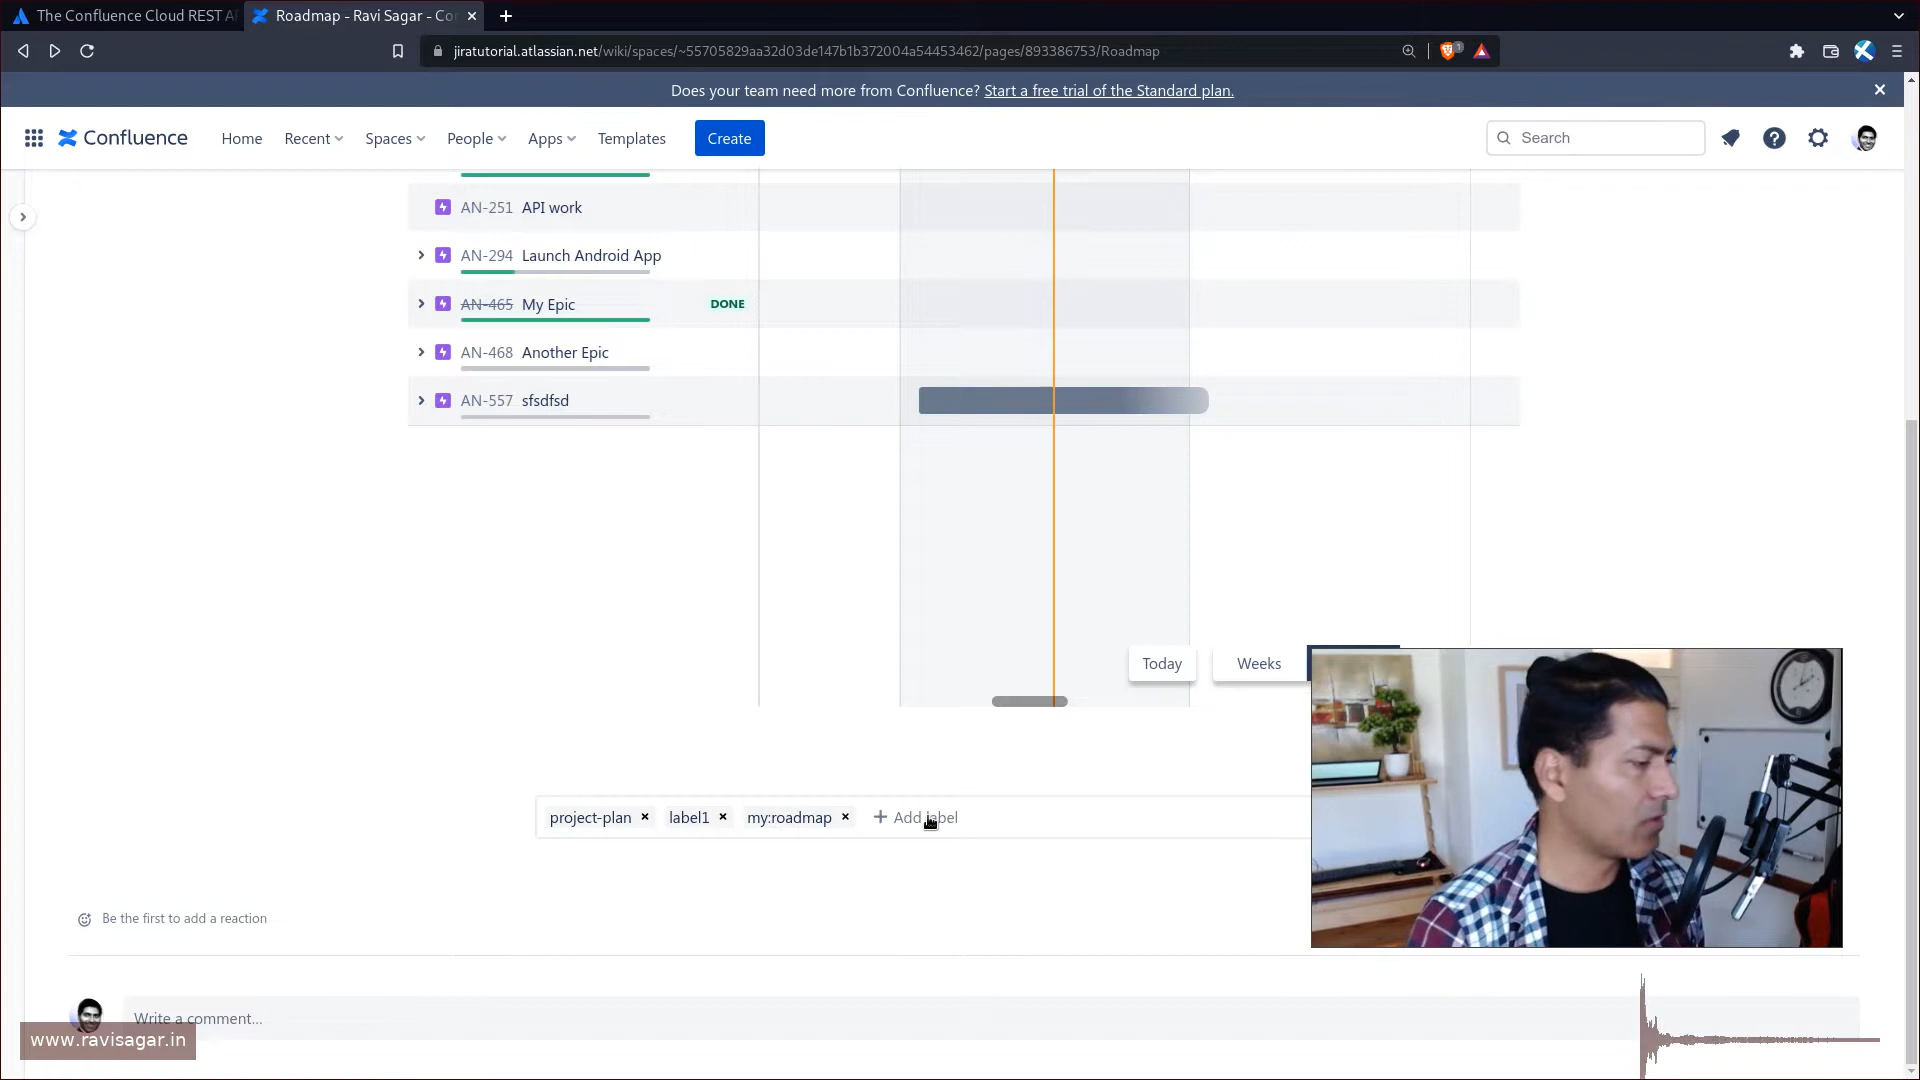 The Confluence Cloud REST A
Roadmap - Ravi Sagar - Co
jiratutorial.atlassian.net/wiki/spaces/~55705829aa32d03de147b1b372004a54453462/pages/893386753/Roadmap
1
Does your team need more from Confluence? Start a free trial of the Standard plan.
Confluence
Home
Recent
Spaces
People
Apps
Templates
Create
Search
AN-251 API work
AN-294 Launch Android App
AN-465 My Epic DONE
AN-468 Another Epic
AN-557 sfsdfsd
Today
Weeks
project-plan
label1
my:roadmap
Add label
Be the first to add a reaction
Write a comment...
www.ravisagar.in